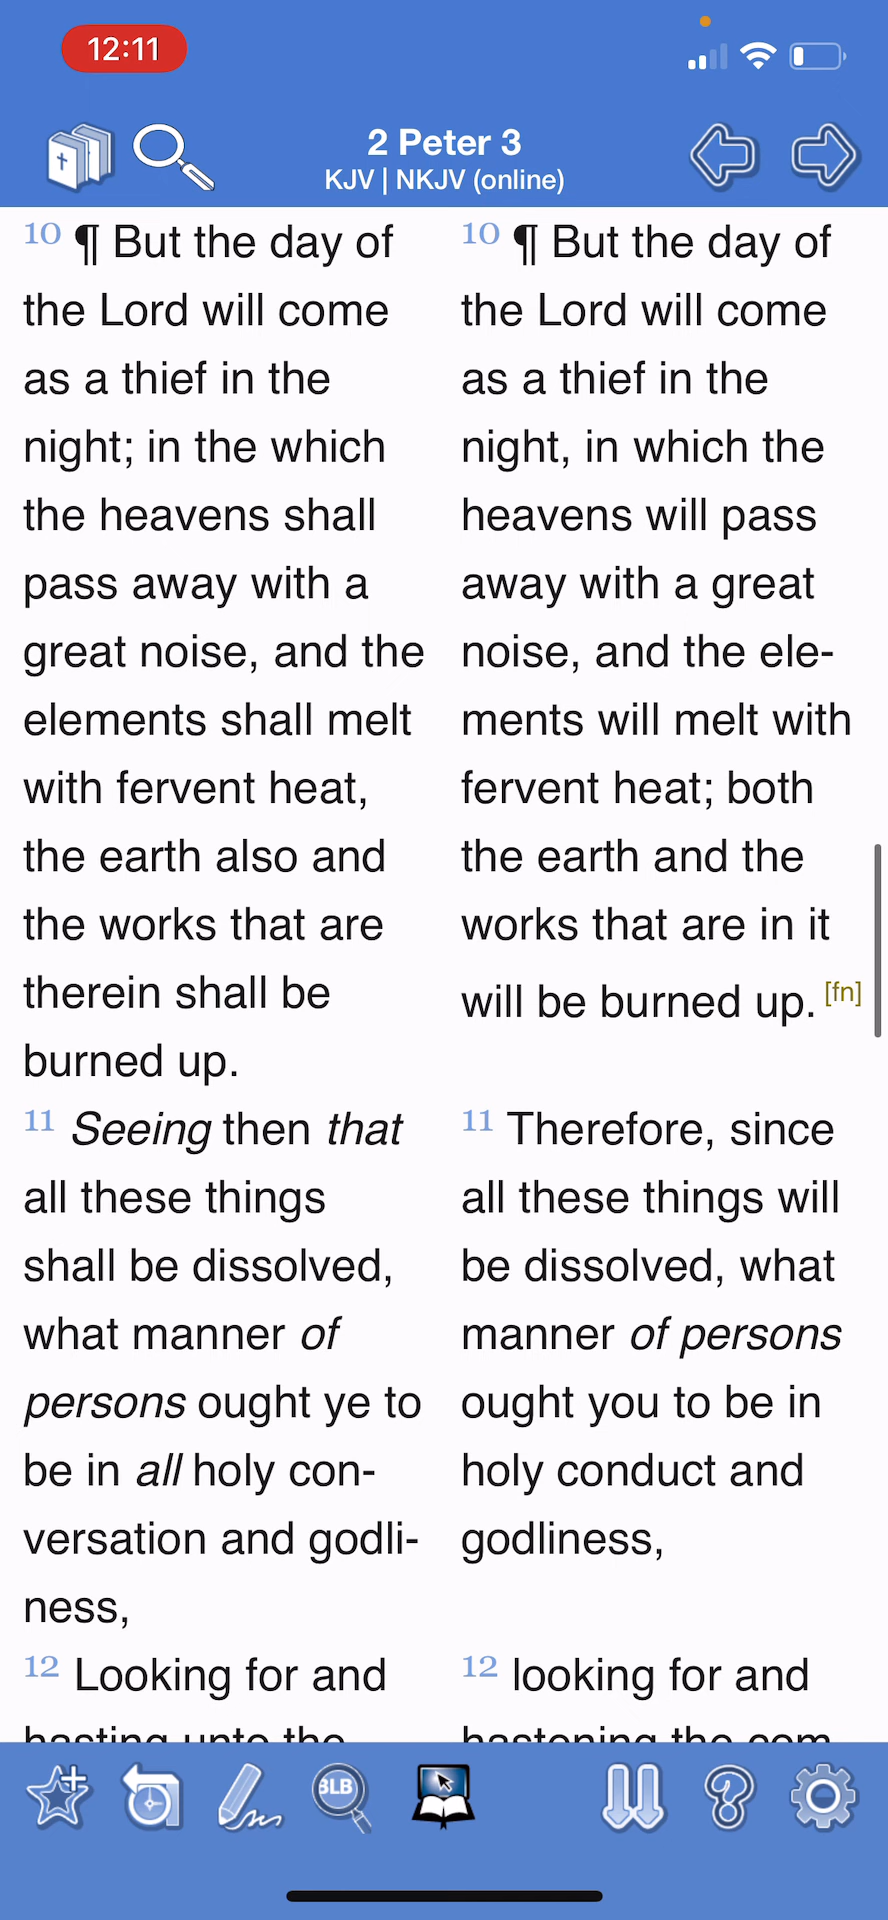 12:11
2 Peter 3
KJV | NKJV (online)
10 ¶ But the day of
the Lord will come
as a thief in the
night; in the which
the heavens shall
pass away with a
great noise, and the
elements shall melt
with fervent heat,
the earth also and
the works that are
therein shall be
burned up.
10 ¶ But the day of
the Lord will come
as a thief in the
night, in which the
heavens will pass
away with a great
noise, and the ele-
ments will melt with
fervent heat; both
the earth and the
works that are in it
will be burned up. [fn]
11 Seeing then that
all these things
shall be dissolved,
what manner of
persons ought ye to
be in all holy con-
versation and godli-
ness,
11 Therefore, since
all these things will
be dissolved, what
manner of persons
ought you to be in
holy conduct and
godliness,
12 Looking for and
hasting unto the
12 looking for and
hastening the com
BLB